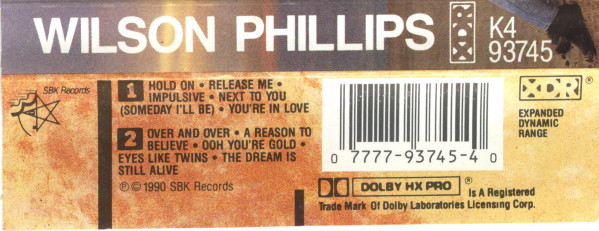 WILSON PHILLIPS
XDR
K4
93745
SBK Records
1 HOLD ON • RELEASE ME •
IMPULSIVE • NEXT TO YOU
(SOMEDAY I'LL BE) • YOU'RE IN LOVE
2 OVER AND OVER • A REASON TO
BELIEVE • OOH YOU'RE GOLD •
EYES LIKE TWINS • THE DREAM IS
STILL ALIVE
Ⓟ © 1990 SBK Records
XDR ®
EXPANDED
DYNAMIC
RANGE
0 7777-93745-4 0
DOLBY HX PRO ® Is A Registered
Trade Mark Of Dolby Laboratories Licensing Corp.